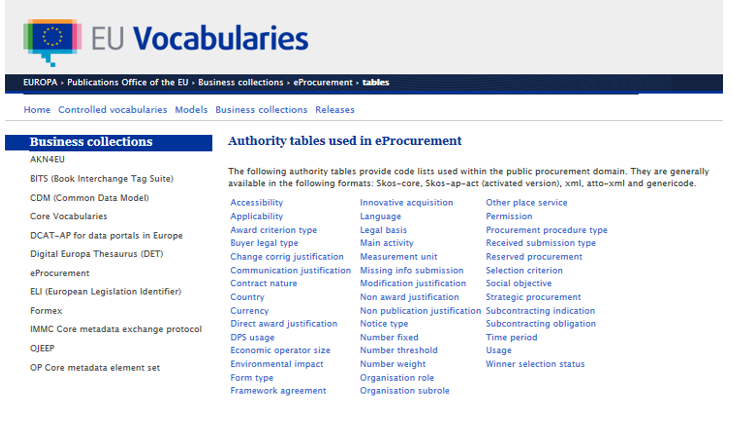 EU Vocabularies
EUROPA › Publications Office of the EU › Business collections › eProcurement › tables
Home Controlled vocabularies Models Business collections Releases
Business collections
AKN4EU
BITS (Book Interchange Tag Suite)
CDM (Common Data Model)
Core Vocabularies
DCAT-AP for data portals in Europe
Digital Europa Thesaurus (DET)
eProcurement
ELI (European Legislation Identifier)
Formex
IMMC Core metadata exchange protocol
OJEEP
OP Core metadata element set
Authority tables used in eProcurement
The following authority tables provide code lists used within the public procurement domain. They are generally
available in the following formats: Skos-core, Skos-ap-act (activated version), xml, atto-xml and genericode.
Accessibility
Applicability
Award criterion type
Buyer legal type
Change corrig justification
Communication justification
Contract nature
Country
Currency
Direct award justification
DPS usage
Economic operator size
Environmental impact
Form type
Framework agreement
Innovative acquisition
Language
Legal basis
Main activity
Measurement unit
Missing info submission
Modification justification
Non award justification
Non publication justification
Notice type
Number fixed
Number threshold
Number weight
Organisation role
Organisation subrole
Other place service
Permission
Procurement procedure type
Received submission type
Reserved procurement
Selection criterion
Social objective
Strategic procurement
Subcontracting indication
Subcontracting obligation
Time period
Usage
Winner selection status